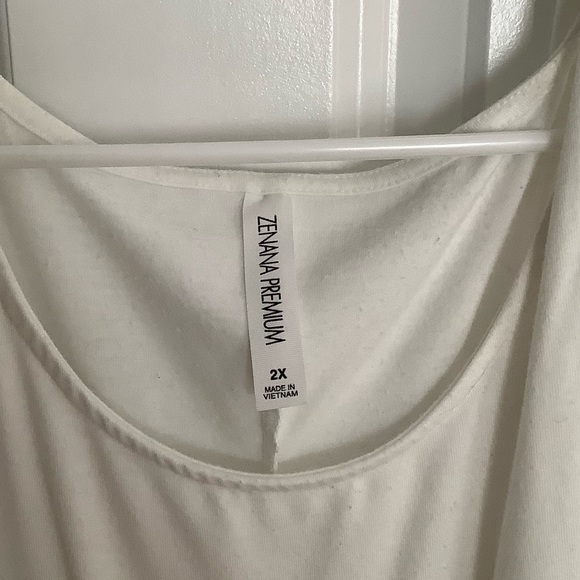 ZENANA PREMIUM
2X
MADE IN
VIETNAM